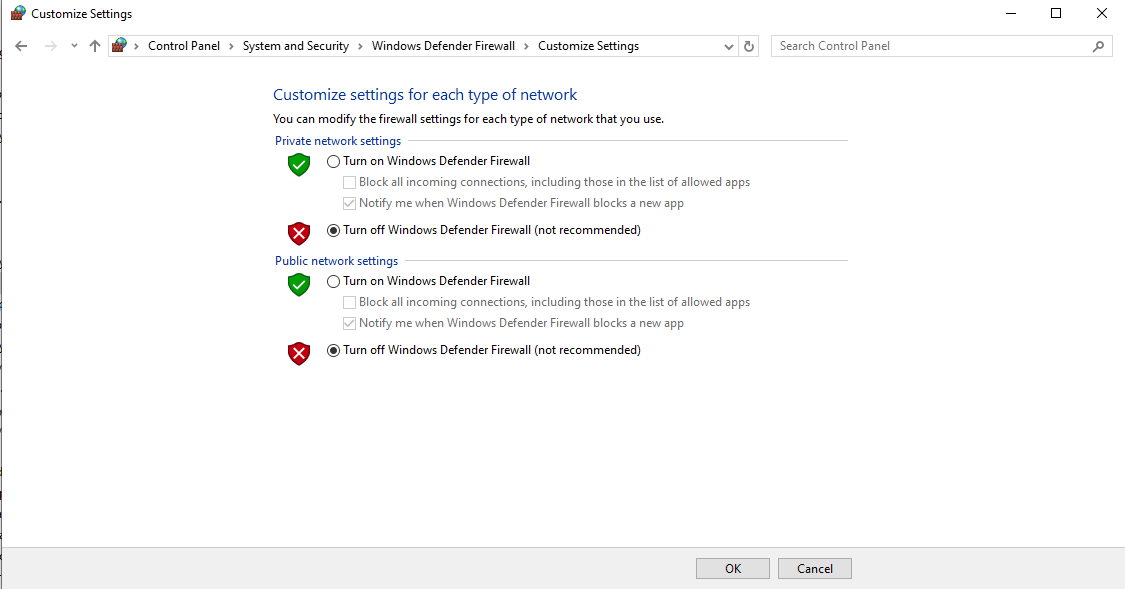 Customize Settings
Control Panel > System and Security > Windows Defender Firewall > Customize Settings
Search Control Panel
Customize settings for each type of network
You can modify the firewall settings for each type of network that you use.
Private network settings
Turn on Windows Defender Firewall
Block all incoming connections, including those in the list of allowed apps
Notify me when Windows Defender Firewall blocks a new app
Turn off Windows Defender Firewall (not recommended)
Public network settings
Turn on Windows Defender Firewall
Block all incoming connections, including those in the list of allowed apps
Notify me when Windows Defender Firewall blocks a new app
Turn off Windows Defender Firewall (not recommended)
OK
Cancel